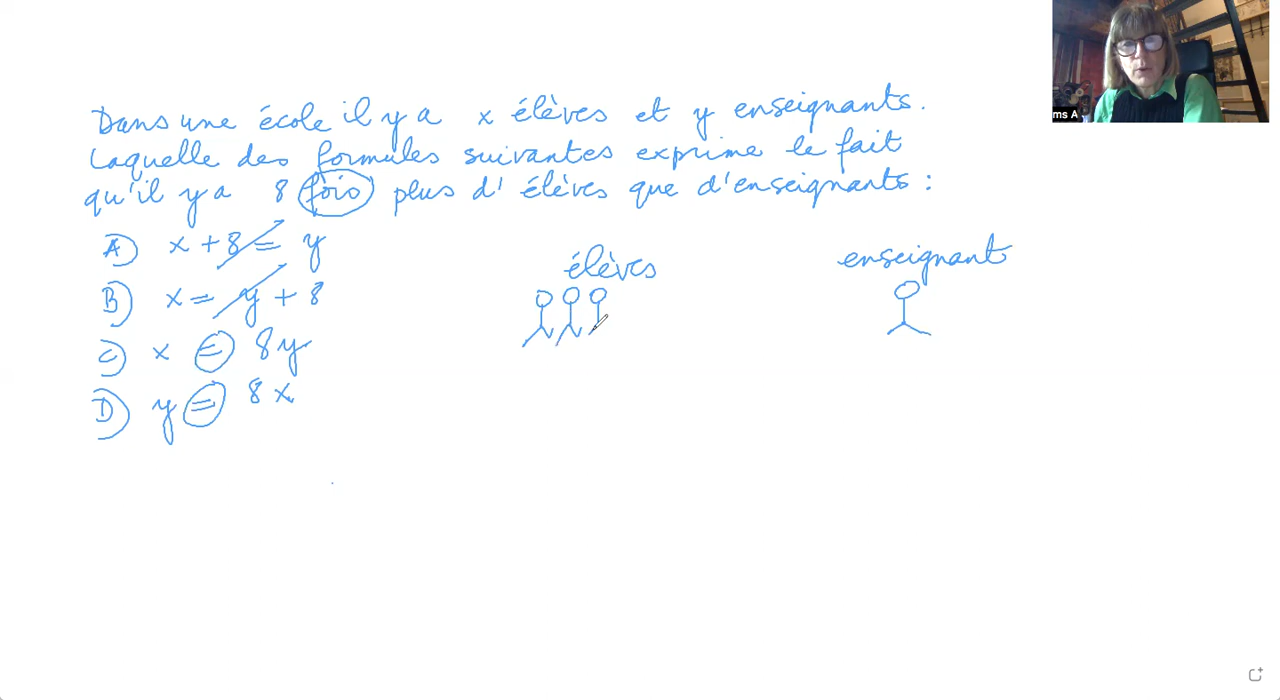 Dans une école il y a x élèves et y enseignants.
Laquelle des formules suivantes exprime le fait
qu'il y a 8 fois plus d'élèves que d'enseignants :
A) x + 8 = y
B) x = y + 8
C) x = 8y
D) y = 8x
élèves
enseignant
ms A